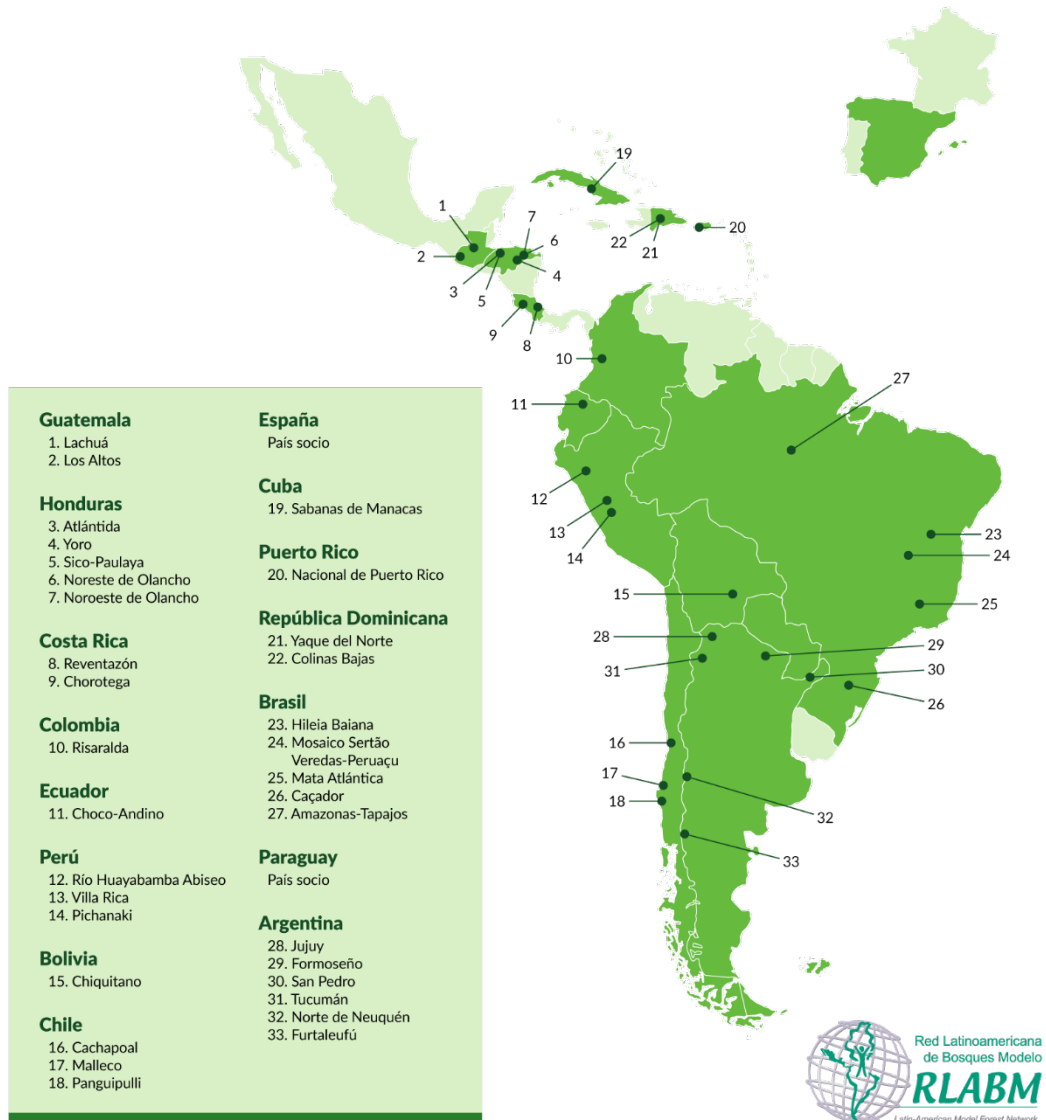 19
1
7
20
6
22
2
21
3
4
5
9
8
10
27
11
12
13
23
14
24
15
25
28
29
31
30
26
16
17
18
32
33
Guatemala
1. Lachuá
2. Los Altos
Honduras
3. Atlántida
4. Yoro
5. Sico-Paulaya
6. Noreste de Olancho
7. Noroeste de Olancho
Costa Rica
8. Reventazón
9. Chorotega
Colombia
10. Risaralda
Ecuador
11. Choco-Andino
Perú
12. Río Huayabamba Abiseo
13. Villa Rica
14. Pichanaki
Bolivia
15. Chiquitano
Chile
16. Cachapoal
17. Malleco
18. Panguipulli
España
País socio
Cuba
19. Sabanas de Manacas
Puerto Rico
20. Nacional de Puerto Rico
República Dominicana
21. Yaque del Norte
22. Colinas Bajas
Brasil
23. Hileia Baiana
24. Mosaico Sertão
Veredas-Peruaçu
25. Mata Atlántica
26. Caçador
27. Amazonas-Tapajos
Paraguay
País socio
Argentina
28. Jujuy
29. Formoseño
30. San Pedro
31. Tucumán
32. Norte de Neuquén
33. Furtaleufú
Red Latinoamericana
de Bosques Modelo
RLABM
Latin-American Model Forest Network